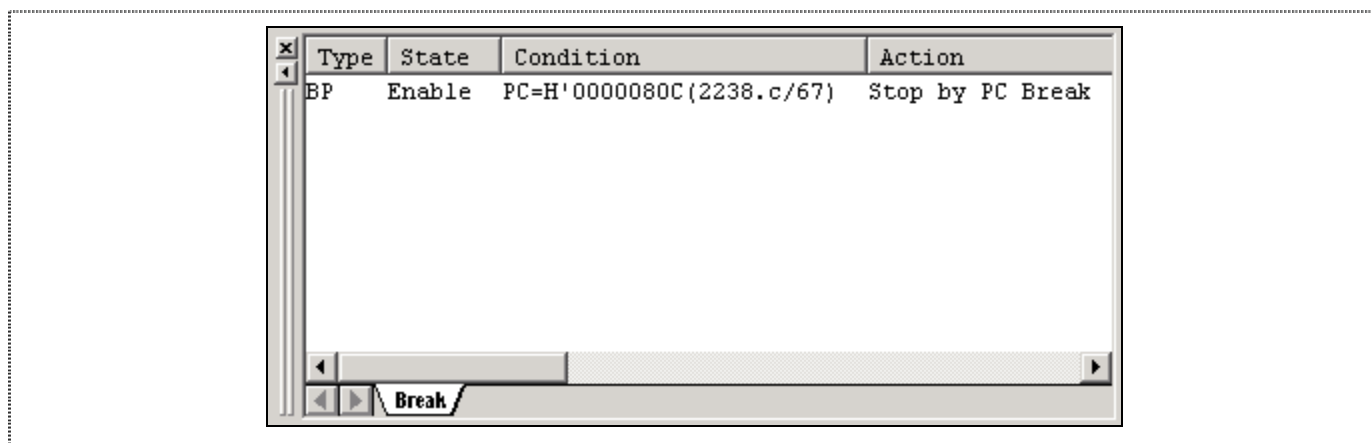 Type State Condition Action
BP Enable PC=H'0000080C(2238.c/67) Stop by PC Break
Break